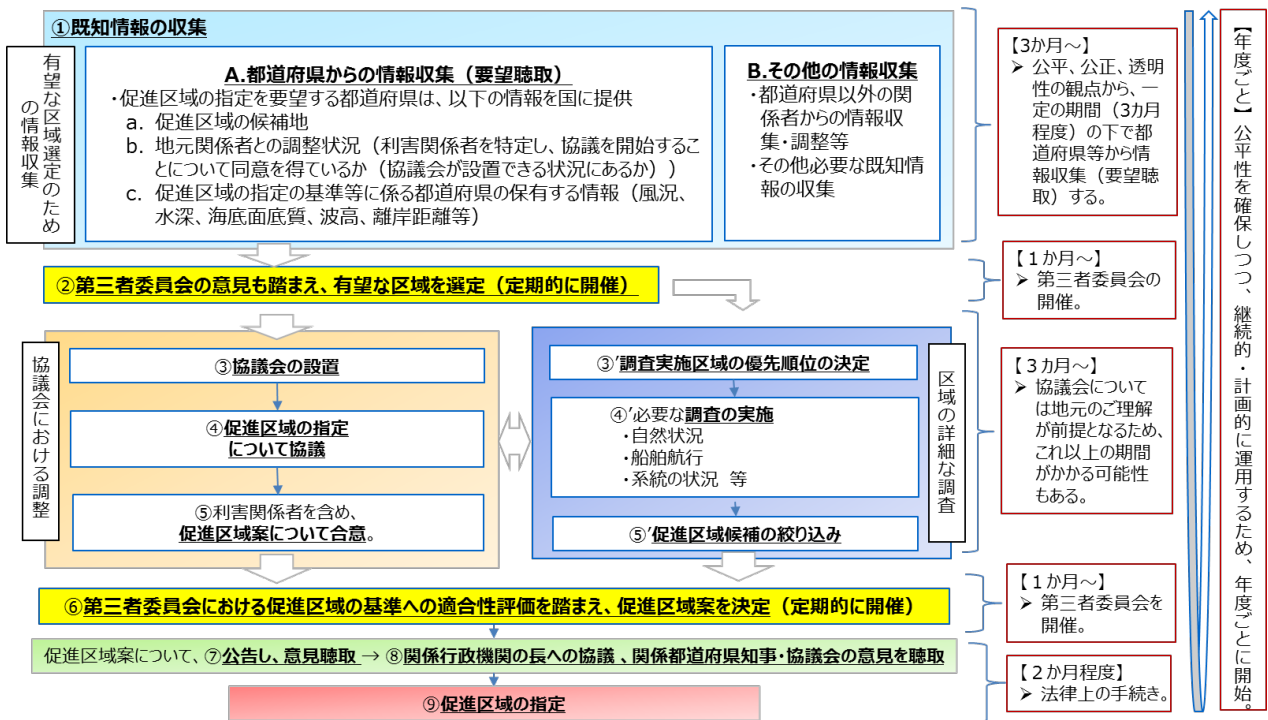 ①既知情報の収集
有望な区域選定のため
の情報収集
A.都道府県からの情報収集（要望聴取）
・促進区域の指定を要望する都道府県は、以下の情報を国に提供
a. 促進区域の候補地
b. 地元関係者との調整状況（利害関係者を特定し、協議を開始するこ
とについて同意を得ているか（協議会が設置できる状況にあるか））
c. 促進区域の指定の基準等に係る都道府県の保有する情報（風況、
水深、海底面底質、波高、離岸距離等）
B.その他の情報収集
・都道府県以外の関
係者からの情報収
集・調整等
・その他必要な既知情
報の収集
【3か月～】
➢ 公平、公正、透明
性の観点から、一
定の期間（3カ月
程度）の下で都
道府県等から情
報収集（要望聴
取）する。
②第三者委員会の意見も踏まえ、有望な区域を選定（定期的に開催）
【１か月～】
➢ 第三者委員会の
開催。
協議会における調整
③協議会の設置
④促進区域の指定
について協議
⑤利害関係者を含め、
促進区域案について合意。
③’調査実施区域の優先順位の決定
④’必要な調査の実施
・自然状況
・船舶航行
・系統の状況 等
⑤’促進区域候補の絞り込み
区域の詳細な調査
【３カ月～】
➢ 協議会について
は地元のご理解
が前提となるため、
これ以上の期間
がかかる可能性
もある。
⑥第三者委員会における促進区域の基準への適合性評価を踏まえ、促進区域案を決定（定期的に開催）
【１か月～】
➢ 第三者委員会を
開催。
促進区域案について、⑦公告し、意見聴取 → ⑧関係行政機関の長への協議 、関係都道府県知事・協議会の意見を聴取
⑨促進区域の指定
【２か月程度】
➢ 法律上の手続き。
【年度ごと】公平性を確保しつつ、継続的・計画的に運用するため、年度ごとに開始。